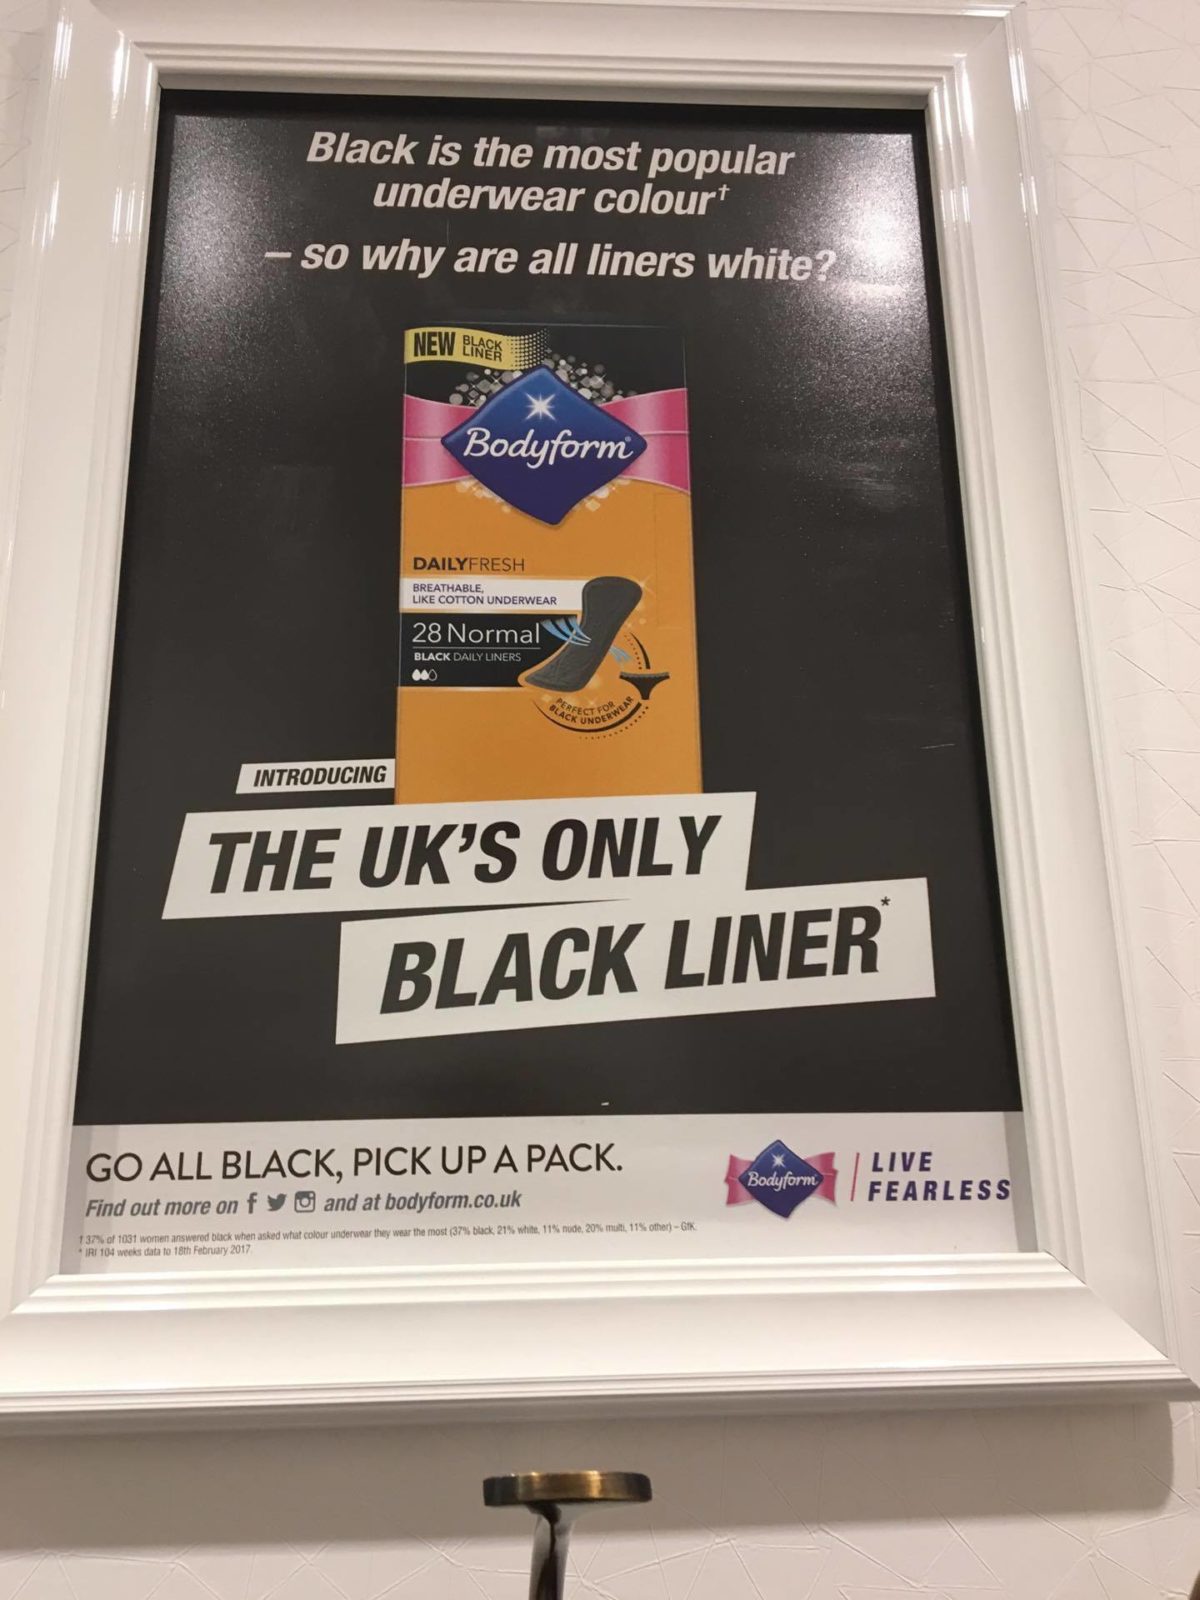 Black is the most popular
underwear colour†
– so why are all liners white?
NEW BLACK
LINER
Bodyform®
DAILYFRESH
BREATHABLE,
LIKE COTTON UNDERWEAR
28 Normal
BLACK DAILY LINERS
PERFECT FOR
BLACK UNDERWEAR
INTRODUCING
THE UK'S ONLY
BLACK LINER*
GO ALL BLACK, PICK UP A PACK.
Find out more on f and at bodyform.co.uk
Bodyform
LIVE
FEARLESS
† 37% of 1031 women answered black when asked what colour underwear they wear the most (37% black, 21% white, 11% nude, 20% multi, 11% other) – GfK.
* IRI 104 weeks data to 18th February 2017.